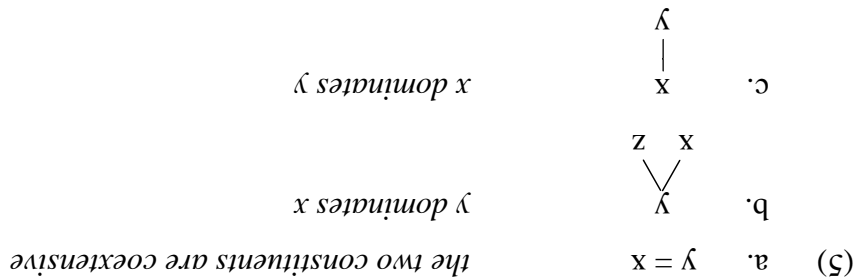 (5) a. y = x the two constituents are coextensive
b. y y dominates x
x z
c. x x dominates y
y